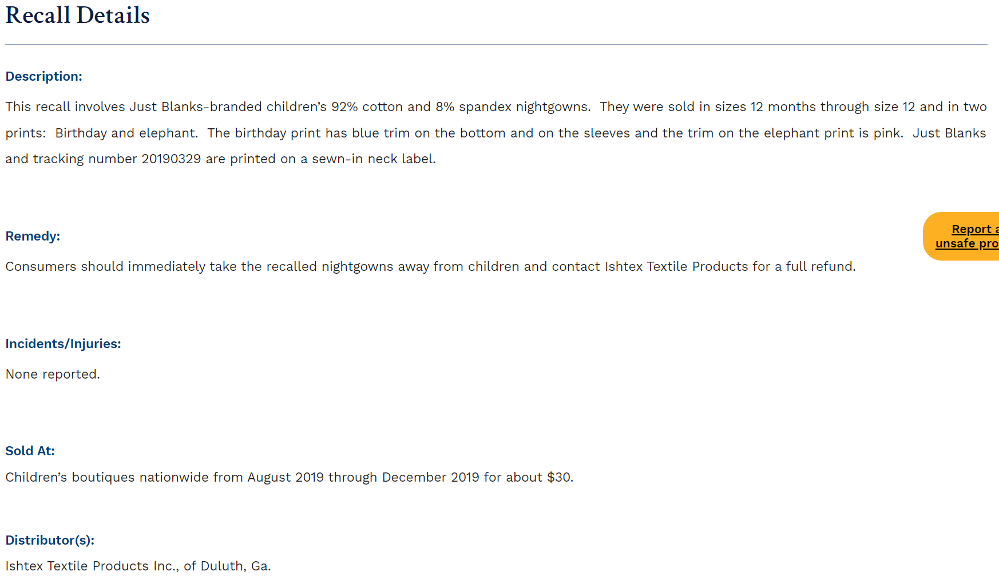 Recall Details
Description:
This recall involves Just Blanks-branded children’s 92% cotton and 8% spandex nightgowns.  They were sold in sizes 12 months through size 12 and in two
prints:  Birthday and elephant.  The birthday print has blue trim on the bottom and on the sleeves and the trim on the elephant print is pink.  Just Blanks
and tracking number 20190329 are printed on a sewn-in neck label.
Report a
unsafe pro
Remedy:
Consumers should immediately take the recalled nightgowns away from children and contact Ishtex Textile Products for a full refund.
Incidents/Injuries:
None reported.
Sold At:
Children’s boutiques nationwide from August 2019 through December 2019 for about $30.
Distributor(s):
Ishtex Textile Products Inc., of Duluth, Ga.